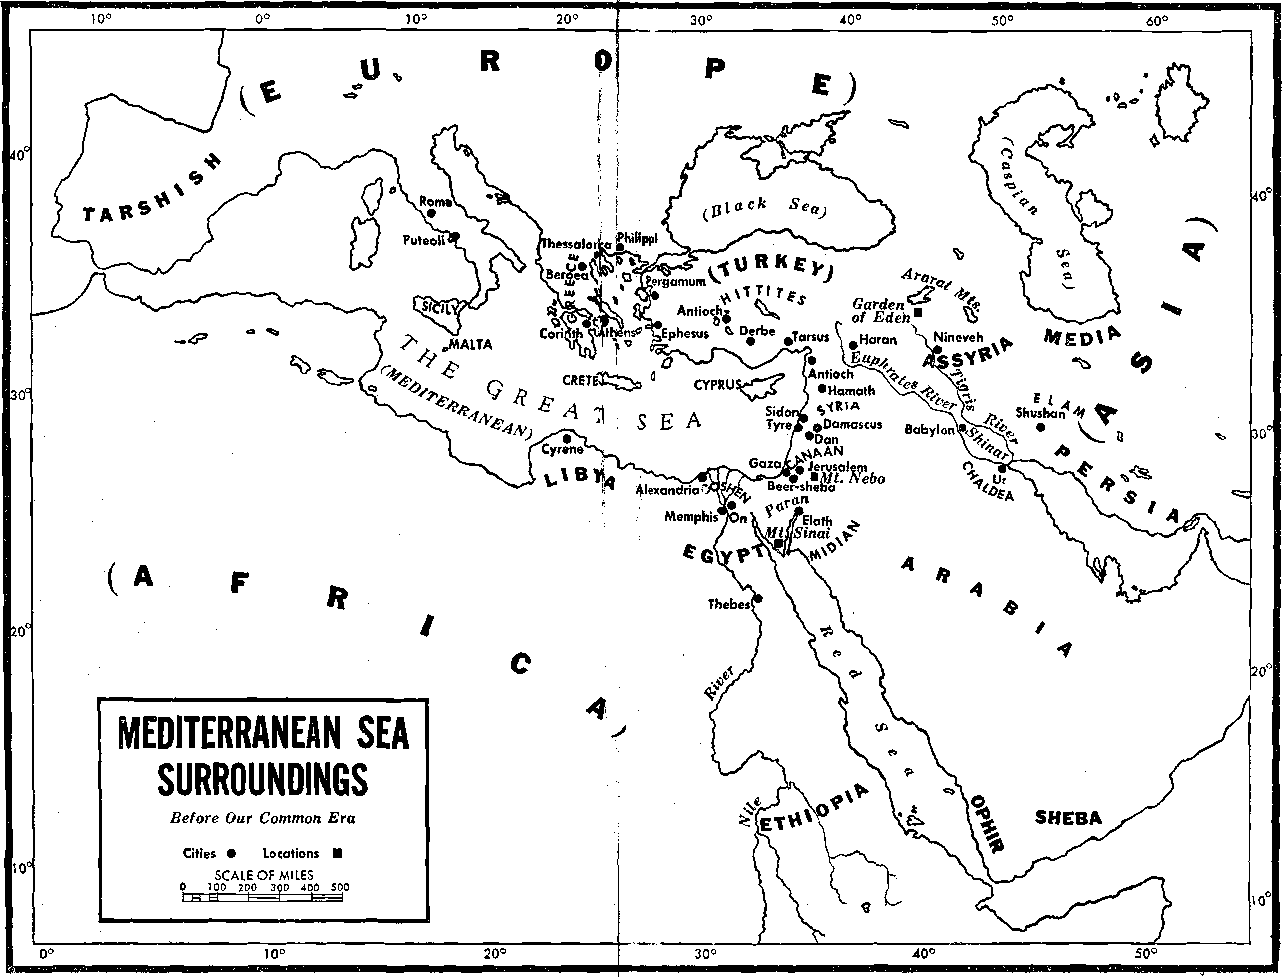 10° 0° 10° 20° 30° 40° 50° 60°
(EUROPE)
40°
40°
TARSHISH
Rome
Puteoli
(Black Sea)
(Caspian Sea)
(ASIA)
Thessalonica
Philippi
Beroea
GREECE
Pergamum
(TURKEY)
HITTITES
Ararat Mts.
Garden
of Eden
SICILY
Corinth
Athens
Ephesus
Antioch
Derbe
Tarsus
Haran
Nineveh
ASSYRIA
MEDIA
MALTA
THE GREAT SEA
(MEDITERRANEAN)
CRETE
CYPRUS
Antioch
Hamath
SYRIA
Euphrates River
Tigris River
ELAM
Shushan
30°
30°
Sidon
Tyre
Damascus
Dan
Babylon
Shinar
Cyrene
LIBYA
CANAAN
Gaza
Jerusalem
Mt. Nebo
Beer-sheba
Ur
CHALDEA
PERSIA
Alexandria
GOSHEN
Memphis
On
Paran
Elath
Mt. Sinai
MIDIAN
EGYPT
(AFRICA)
ARABIA
Thebes
20°
20°
Red Sea
River
Nile
ETHIOPIA
OPHIR
SHEBA
MEDITERRANEAN SEA
SURROUNDINGS
Before Our Common Era
Cities Locations
SCALE OF MILES
0 100 200 300 400 500
10°
10°
0° 10° 20° 30° 40° 50°